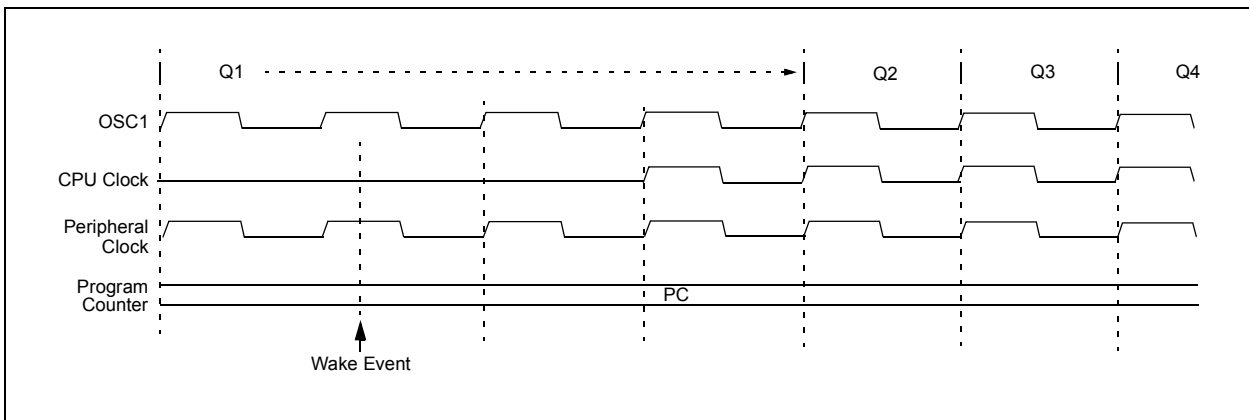 Q1
Q2
Q3
Q4
OSC1
CPU Clock
Peripheral
Clock
Program
Counter
PC
Wake Event